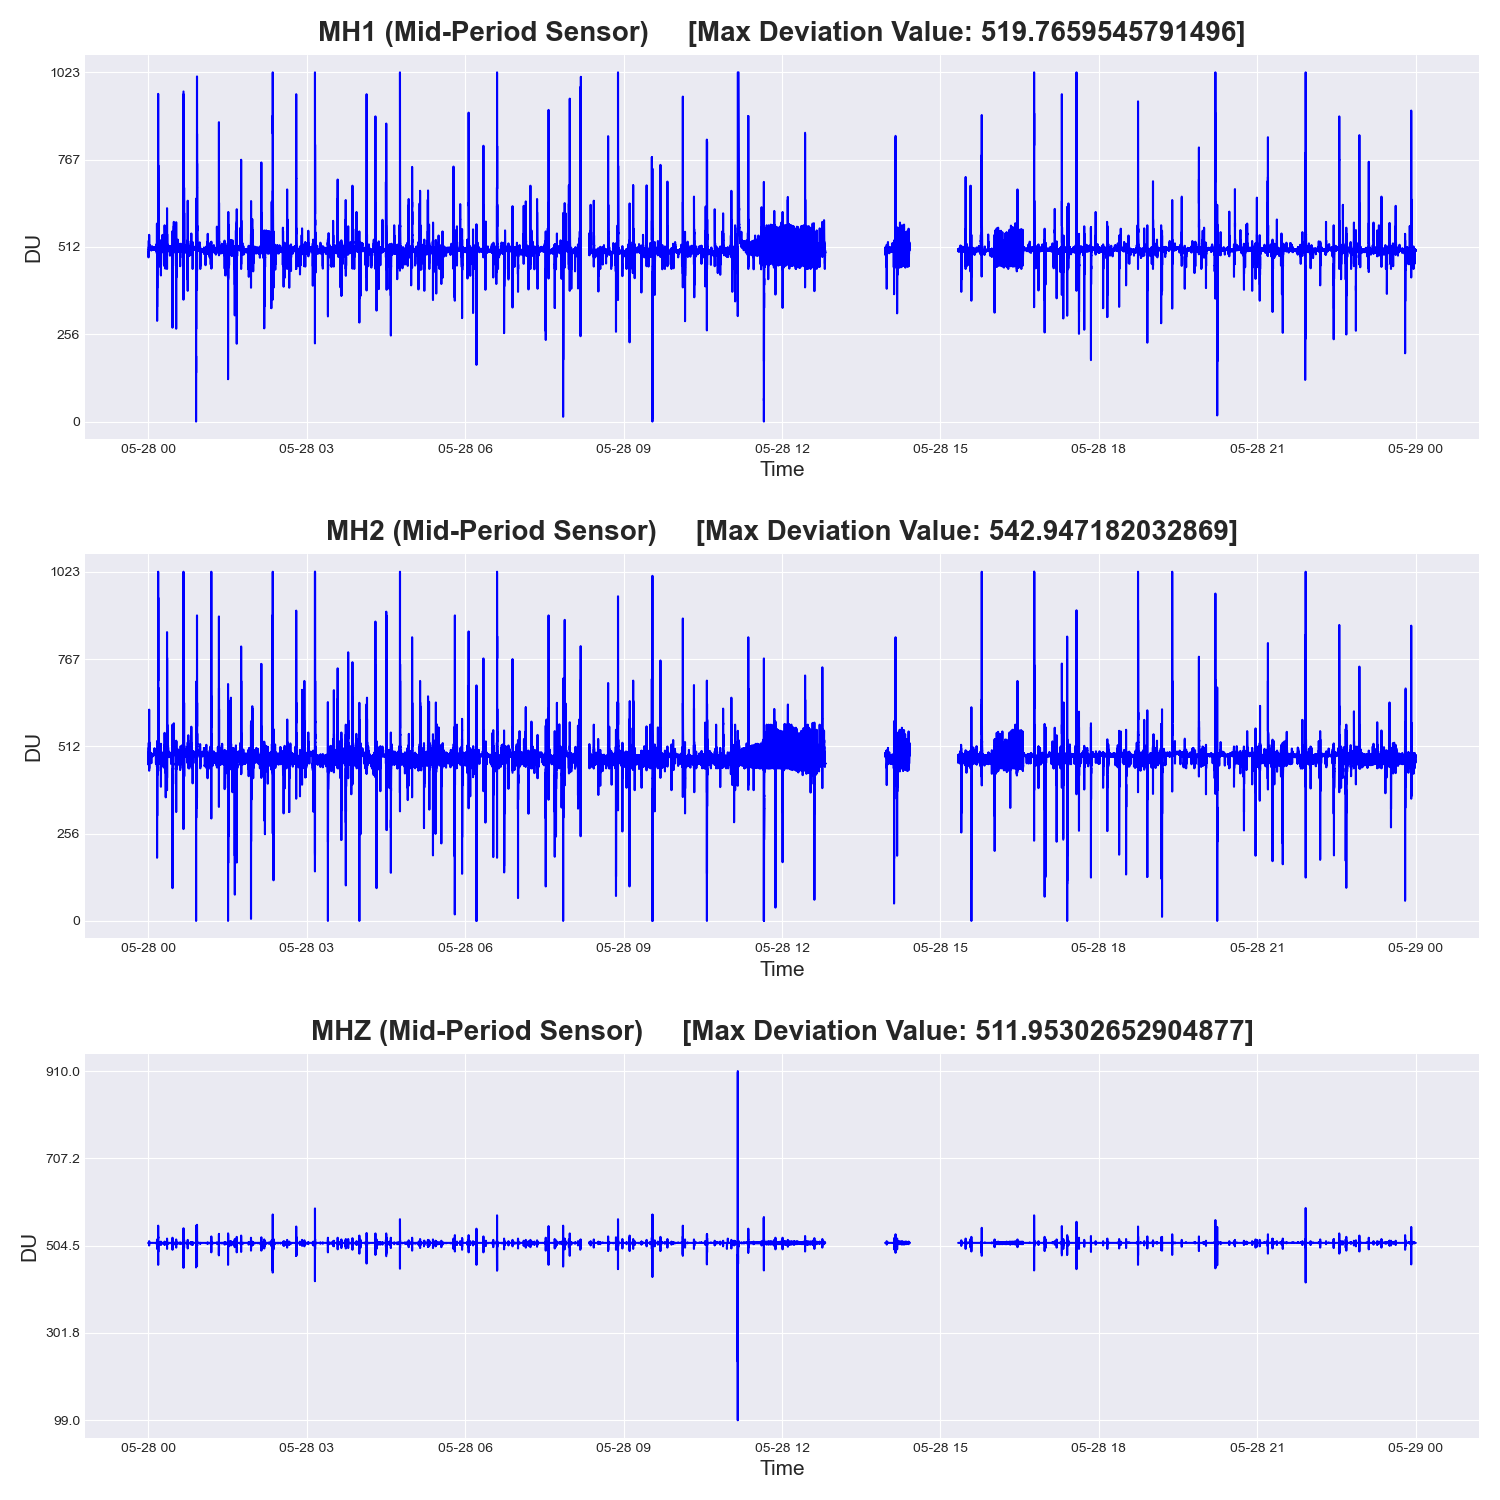 MH1 (Mid-Period Sensor) [Max Deviation Value: 519.7659545791496]
1023
767
512
256
0
DU
05-28 00 05-28 03 05-28 06 05-28 09 05-28 12 05-28 15 05-28 18 05-28 21 05-29 00
Time
MH2 (Mid-Period Sensor) [Max Deviation Value: 542.947182032869]
1023
767
512
256
0
DU
05-28 00 05-28 03 05-28 06 05-28 09 05-28 12 05-28 15 05-28 18 05-28 21 05-29 00
Time
MHZ (Mid-Period Sensor) [Max Deviation Value: 511.95302652904877]
910.0
707.2
504.5
301.8
99.0
DU
05-28 00 05-28 03 05-28 06 05-28 09 05-28 12 05-28 15 05-28 18 05-28 21 05-29 00
Time